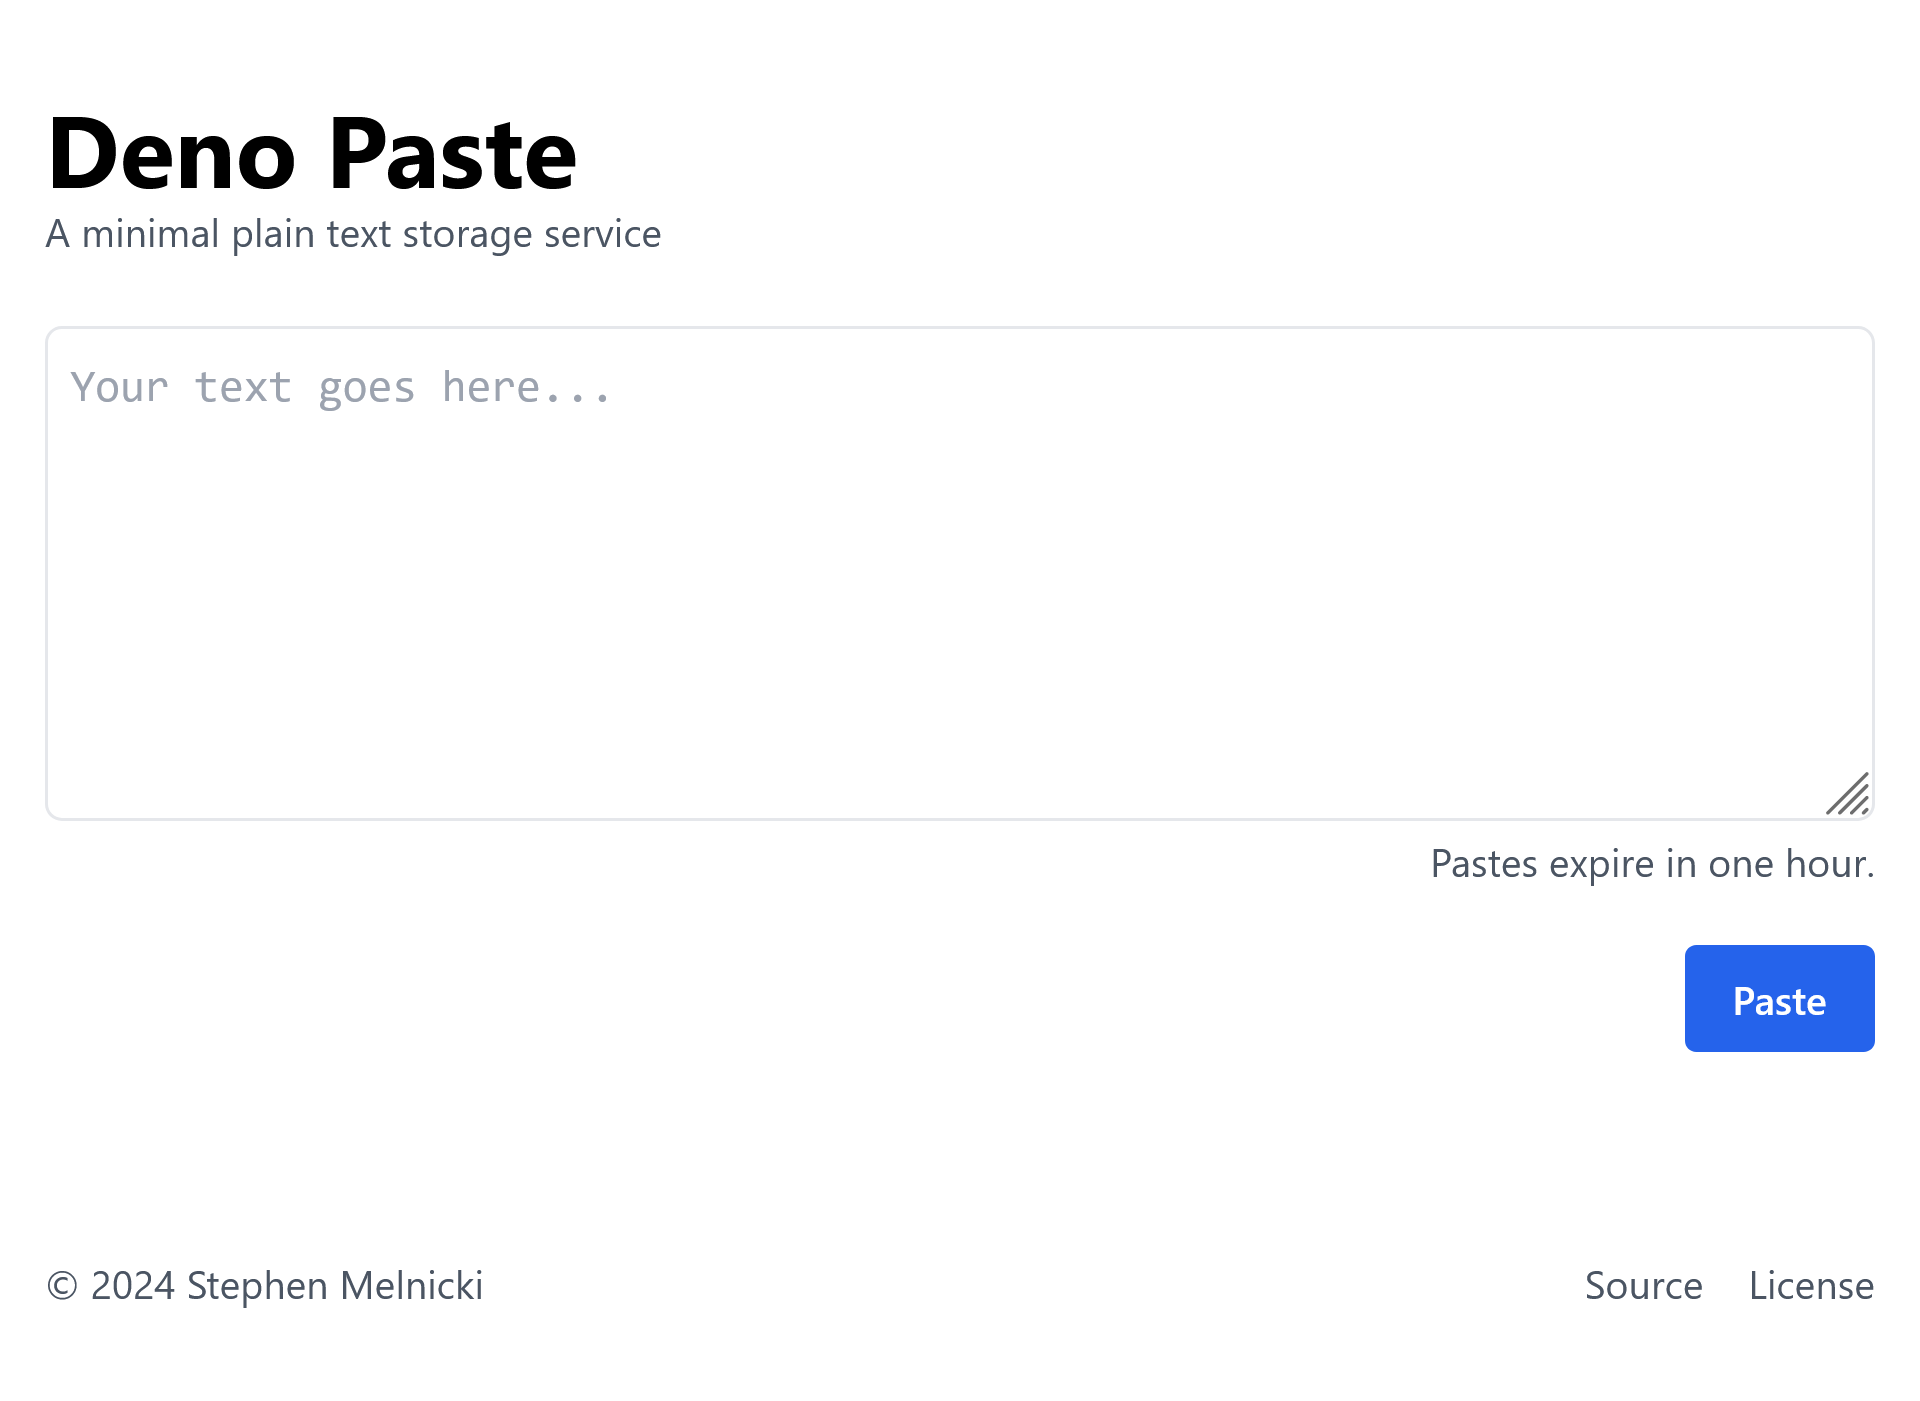 Deno Paste
A minimal plain text storage service
Your text goes here...
Pastes expire in one hour.
Paste
© 2024 Stephen Melnicki
Source
License